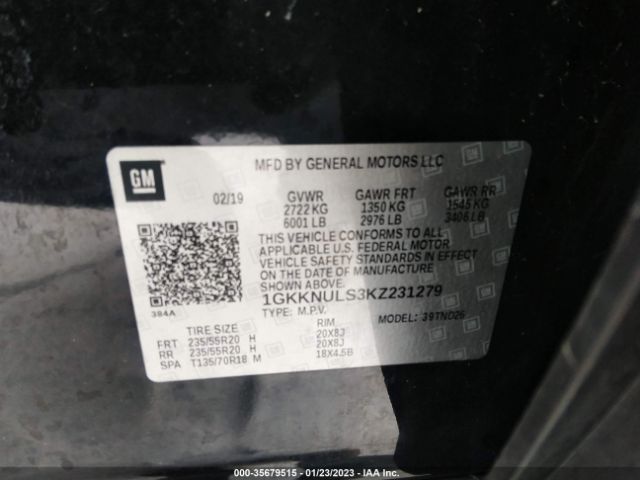 GM
MFD BY GENERAL MOTORS LLC
02/19 GVWR GAWR FRT GAWR RR
2722 KG 1350 KG 1545 KG
6001 LB 2976 LB 3406 LB
THIS VEHICLE CONFORMS TO ALL
APPLICABLE U.S. FEDERAL MOTOR
VEHICLE SAFETY STANDARDS IN EFFECT
ON THE DATE OF MANUFACTURE
SHOWN ABOVE.
384A
1GKKNULS3KZ231279
TYPE: M.P.V. MODEL: 39TND26
TIRE SIZE RIM
FRT 235/55R20 H 20X8J
RR 235/55R20 H 20X8J
SPA T135/70R18 M 18X4.5B
000-35679515 - 01/23/2023 - IAA Inc.